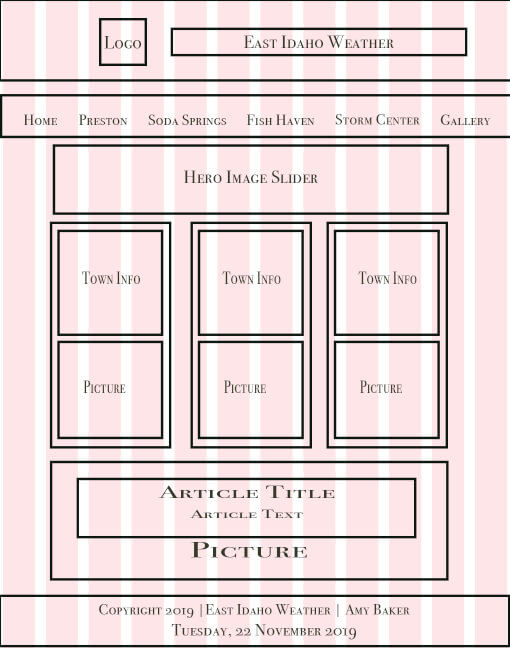 Logo
East Idaho Weather
Home Preston Soda Springs Fish Haven Storm Center Gallery
Hero Image Slider
Town Info Town Info Town Info
Picture Picture Picture
Article Title
Article Text
Picture
Copyright 2019 | East Idaho Weather | Amy Baker
Tuesday, 22 November 2019